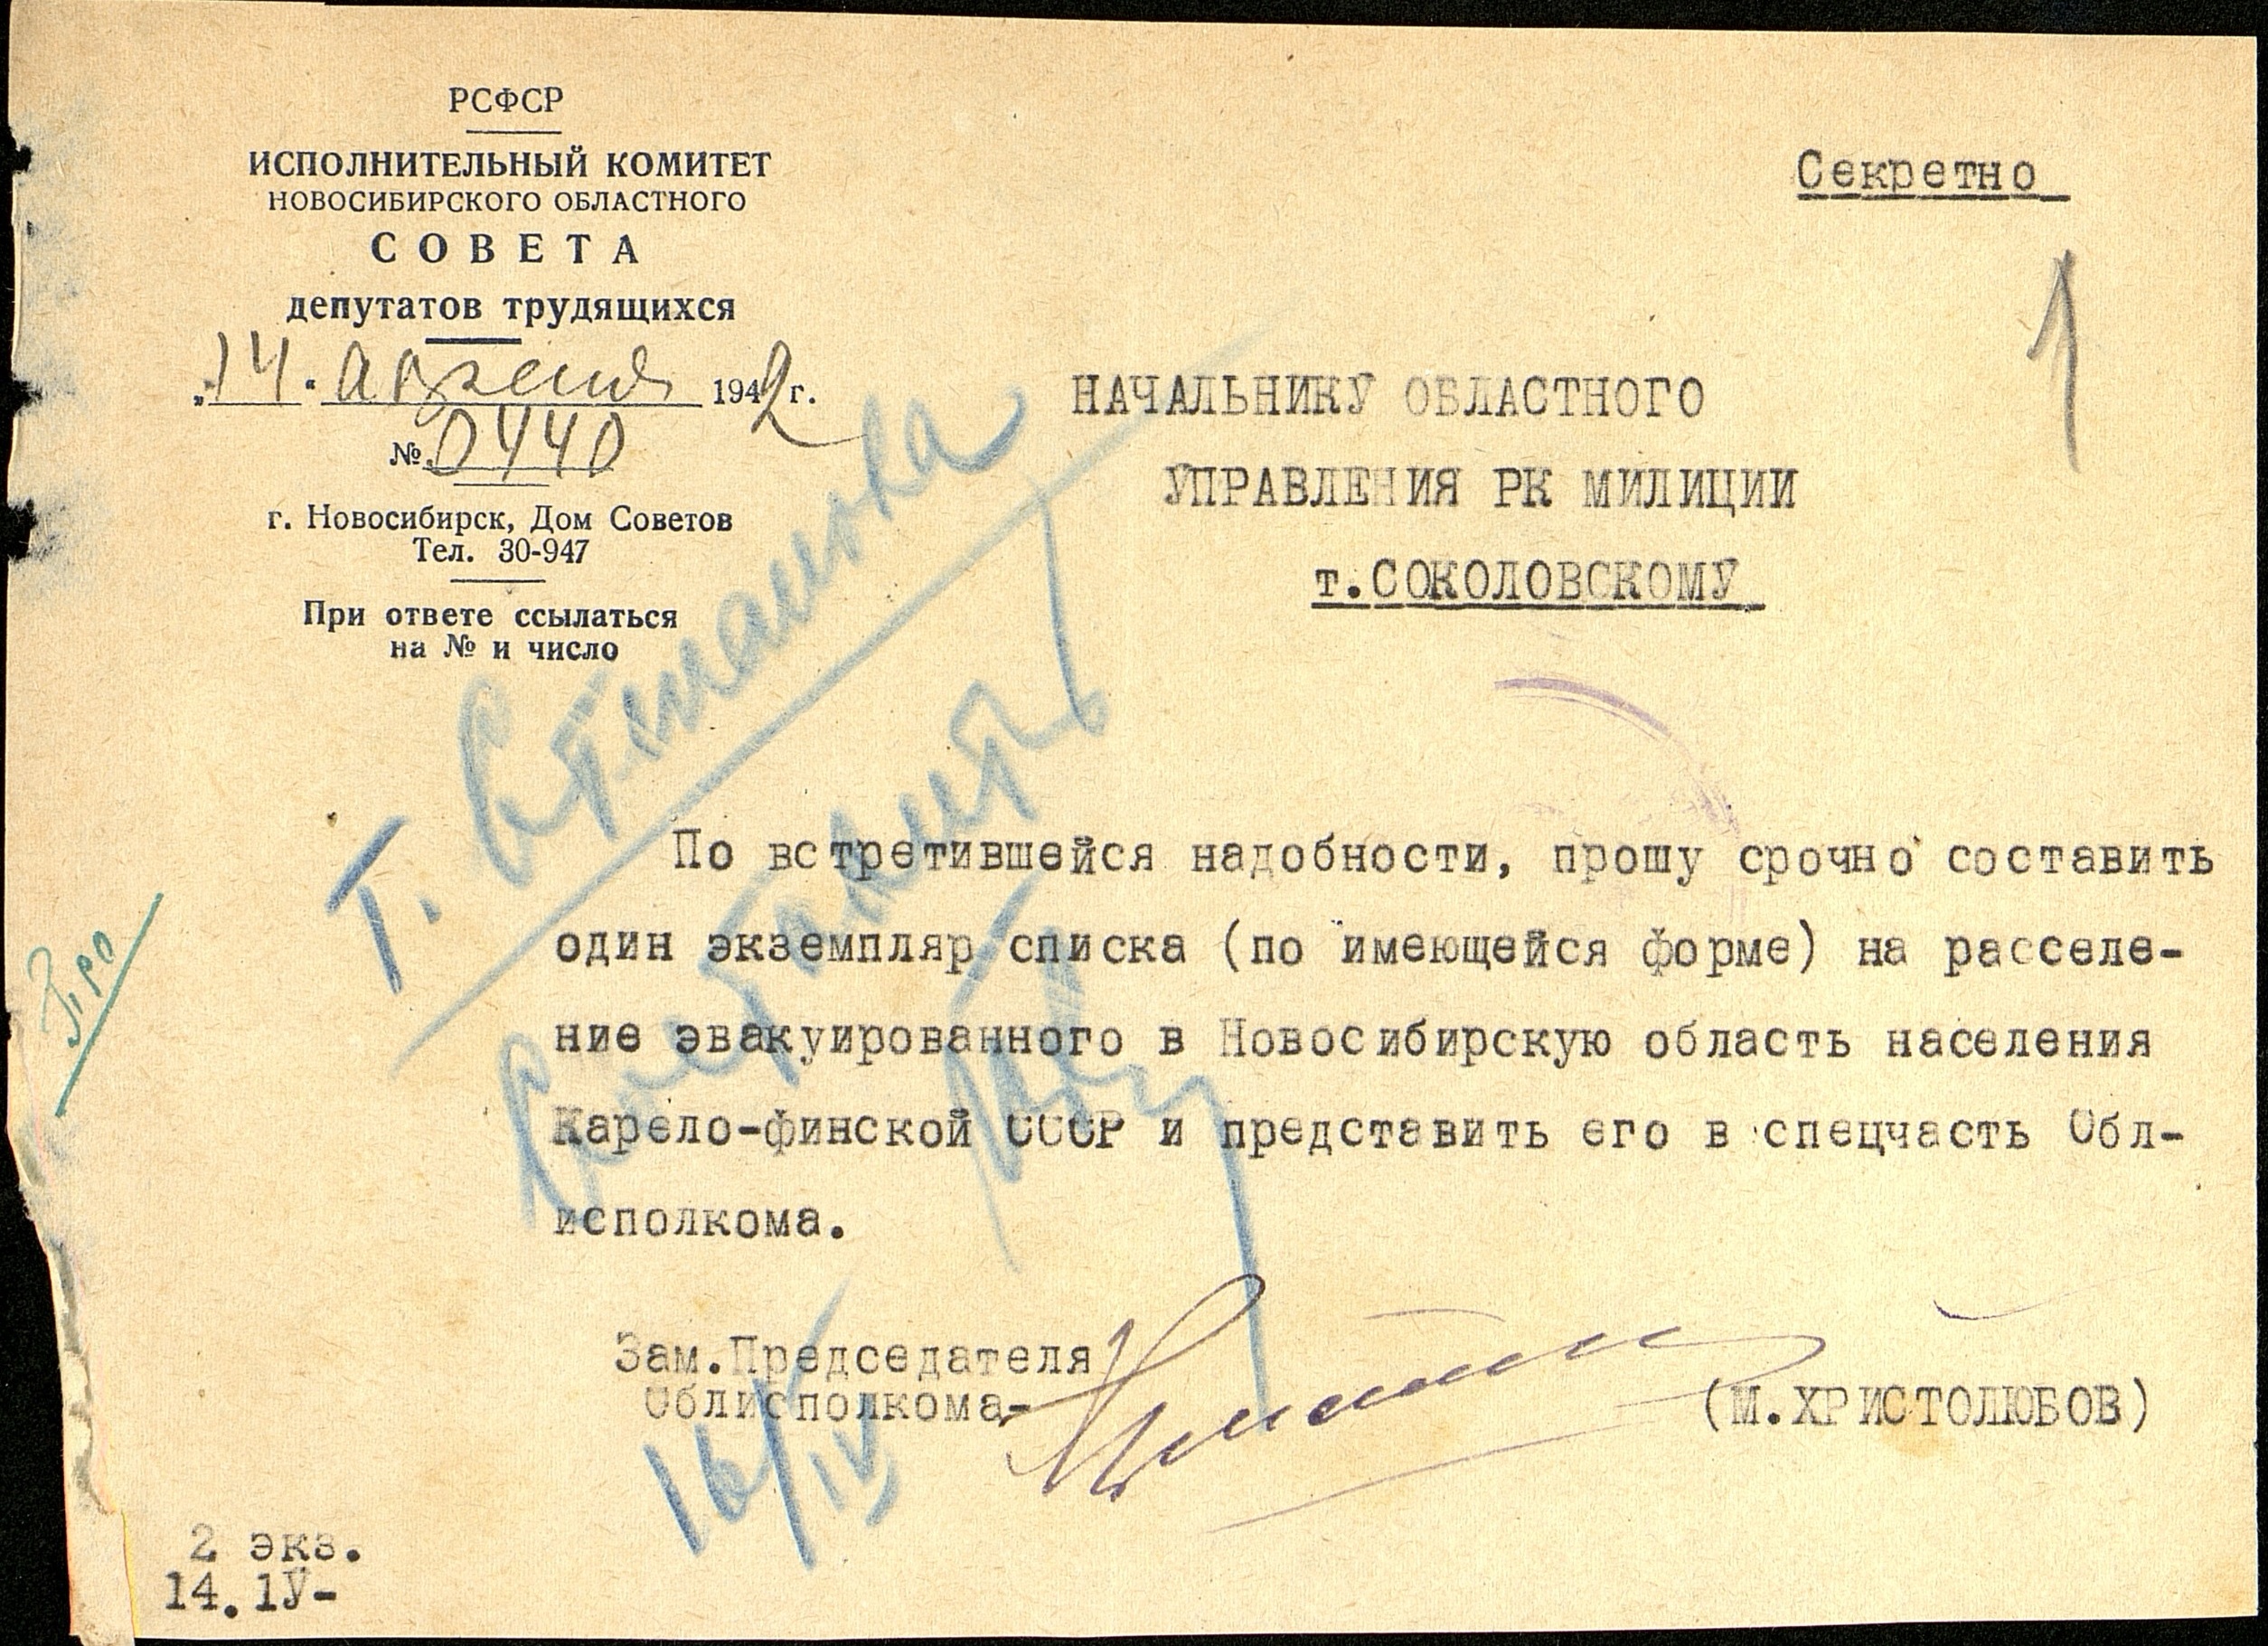 РСФСР
ИСПОЛНИТЕЛЬНЫЙ КОМИТЕТ
НОВОСИБИРСКОГО ОБЛАСТНОГО
СОВЕТА
депутатов трудящихся
„14" апреля 1942 г.
№ 0440
г. Новосибирск, Дом Советов
Тел. 30-947
При ответе ссылаться
на № и число
Секретно
1
НАЧАЛЬНИКУ ОБЛАСТНОГО
УПРАВЛЕНИЯ РК МИЛИЦИИ
т.СОКОЛОВСКОМУ
Т.
По встретившейся надобности, прошу срочно составить
один экземпляр списка (по имеющейся форме) на расселе-
ние эвакуированного в Новосибирскую область населения
Карело-финской СССР и представить его в спецчасть Обл-
исполкома.
Зам.Председателя
Облисполкома-
(М.ХРИСТОЛЮБОВ)
16/IV
2 экз.
14.1У-